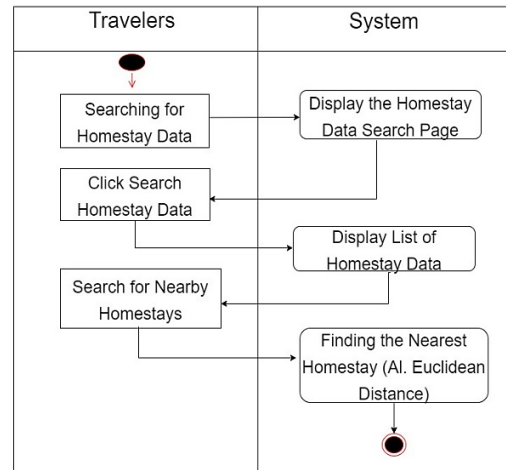 Travelers
System
Searching for
Homestay Data
Display the Homestay
Data Search Page
Click Search
Homestay Data
Display List of
Homestay Data
Search for Nearby
Homestays
Finding the Nearest
Homestay (Al. Euclidean
Distance)